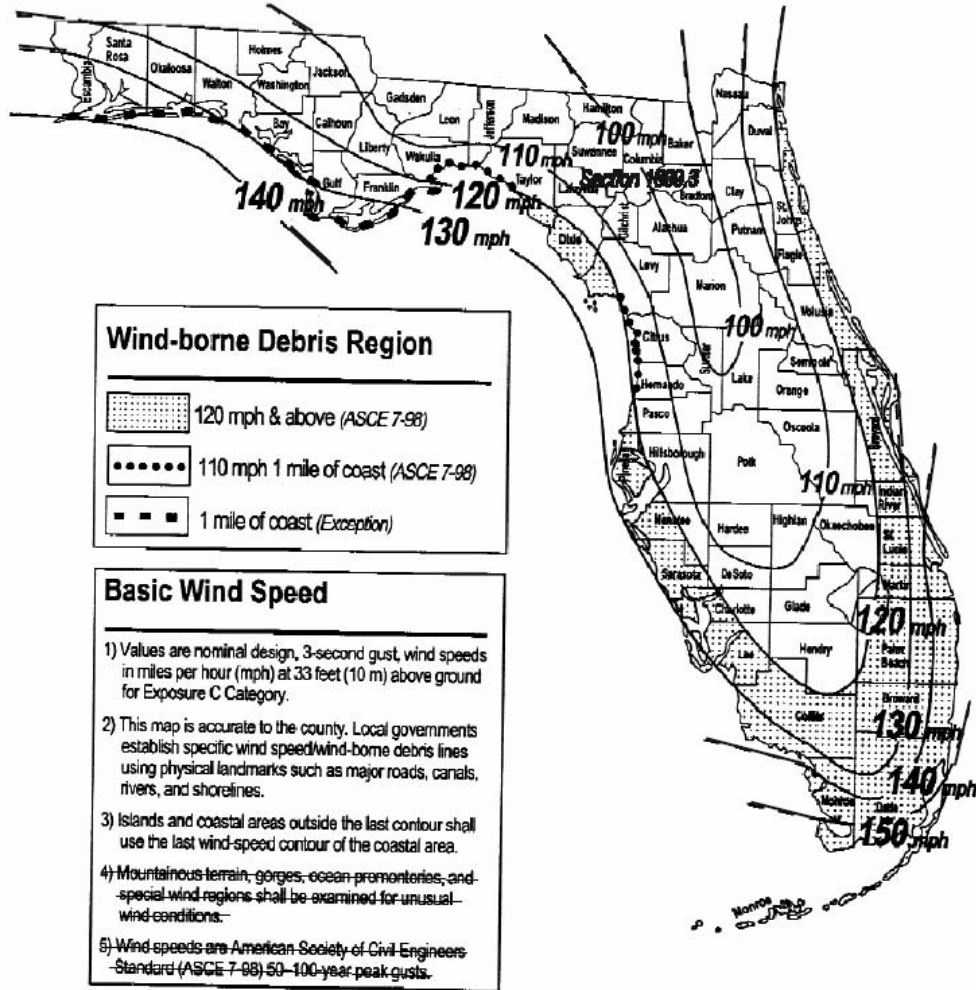 Santa
Rosa
Escambia
Okaloosa
Walton
Holmes
Washington
Jackson
Bay
Calhoun
Gulf
Liberty
Franklin
Gadsden
Leon
Wakulla
Jefferson
Madison
Taylor
Hamilton
Suwannee
Columbia
Baker
Nassau
Duval
Lafayette
Section 1609.3
Bradford
Clay
St. Johns
Dixie
Gilchrist
Alachua
Putnam
Flagler
Levy
Marion
Volusia
Citrus
Sumter
Lake
Seminole
Hernando
Orange
Pasco
Osceola
Brevard
Pinellas
Hillsborough
Polk
Indian
River
Manatee
Hardee
Highlan
Okeechobee
St.
Lucie
Sarasota
DeSoto
Martin
Charlotte
Glade
Lee
Hendry
Palm
Beach
Collier
Broward
Monroe
Dade
Monroe
140 mph
130 mph
120 mph
110 mph
100 mph
100 mph
110 mph
120 mph
130 mph
140 mph
150 mph
Wind-borne Debris Region
120 mph & above (ASCE 7-98)
110 mph 1 mile of coast (ASCE 7-98)
1 mile of coast (Exception)
Basic Wind Speed
1) Values are nominal design, 3-second gust, wind speeds
in miles per hour (mph) at 33 feet (10 m) above ground
for Exposure C Category.
2) This map is accurate to the county. Local governments
establish specific wind speed/wind-borne debris lines
using physical landmarks such as major roads, canals,
rivers, and shorelines.
3) Islands and coastal areas outside the last contour shall
use the last wind-speed contour of the coastal area.
4) Mountainous terrain, gorges, ocean promontories, and
special wind regions shall be examined for unusual
wind conditions.
5) Wind speeds are American Society of Civil Engineers
Standard (ASCE 7-98) 50-100-year peak gusts.